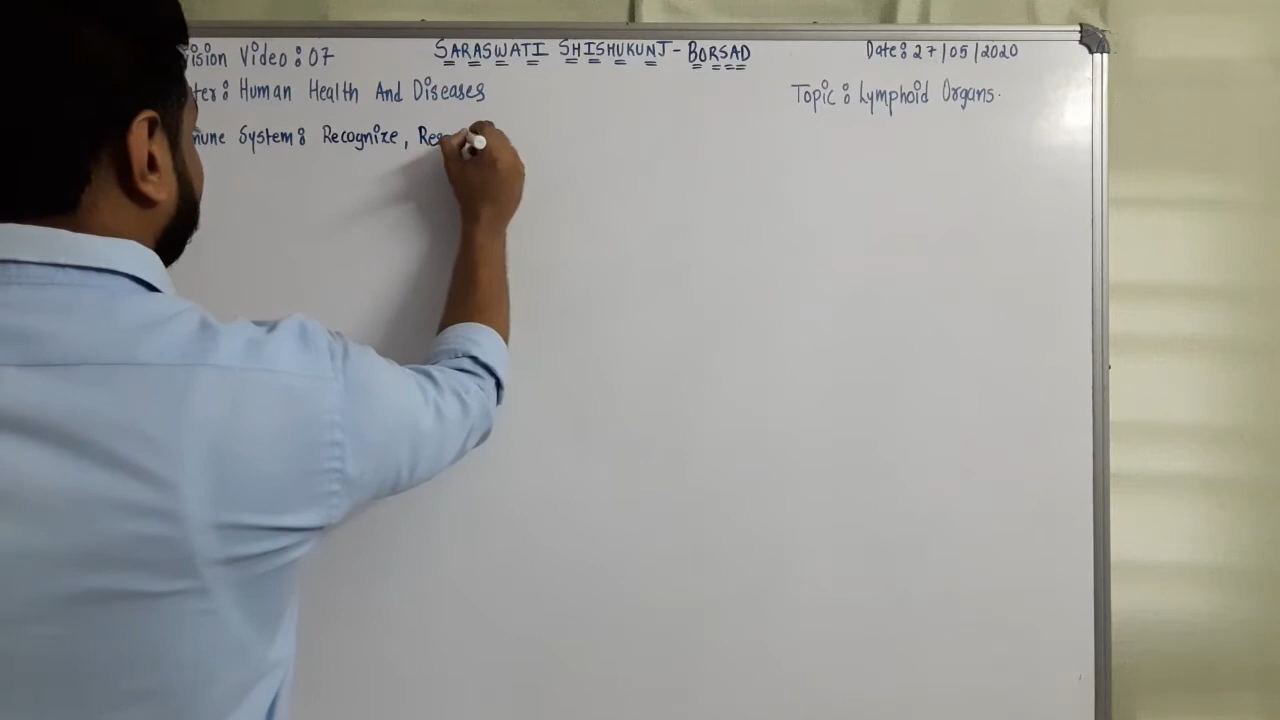 ision Video : 07 SARASWATI SHISHUKUNJ - BORSAD Date : 27/05/2020
ter : Human Health And Diseases Topic : Lymphoid Organs.
mune System : Recognize, Res